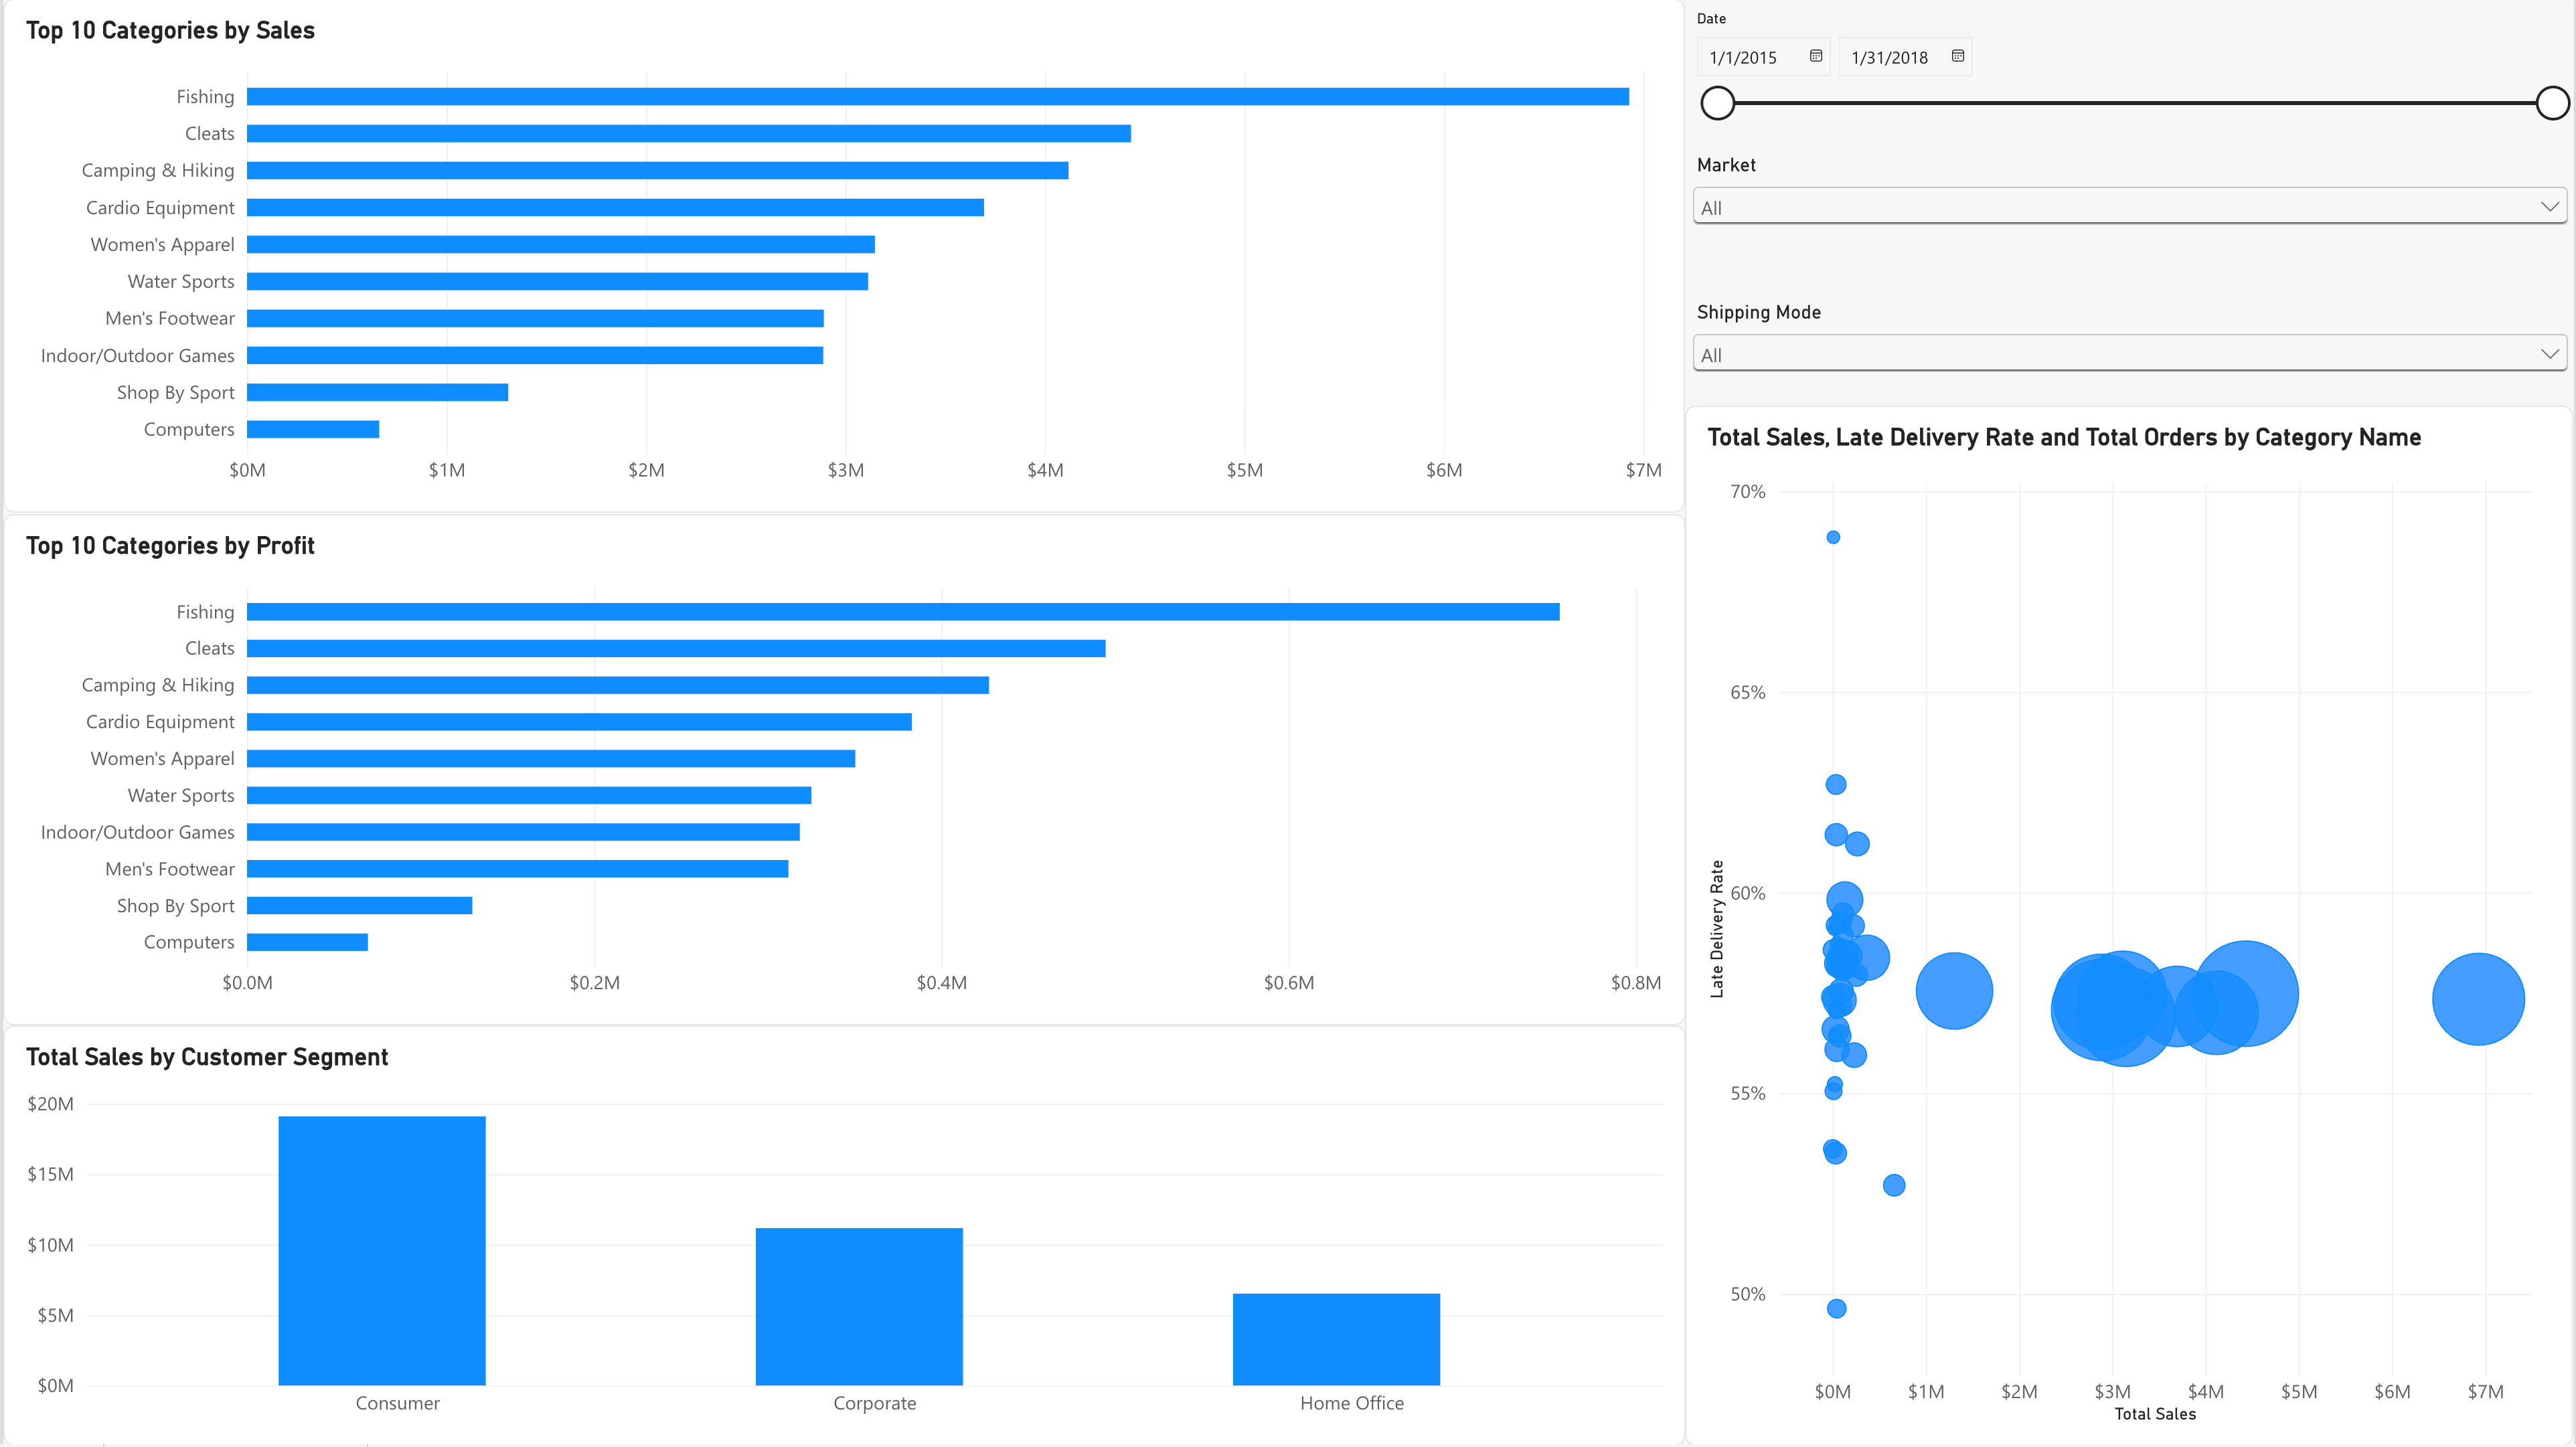 Top 10 Categories by Sales
Fishing
Cleats
Camping & Hiking
Cardio Equipment
Women's Apparel
Water Sports
Men's Footwear
Indoor/Outdoor Games
Shop By Sport
Computers
$0M $1M $2M $3M $4M $5M $6M $7M
Top 10 Categories by Profit
Fishing
Cleats
Camping & Hiking
Cardio Equipment
Women's Apparel
Water Sports
Indoor/Outdoor Games
Men's Footwear
Shop By Sport
Computers
$0.0M $0.2M $0.4M $0.6M $0.8M
Total Sales by Customer Segment
$20M
$15M
$10M
$5M
$0M
Consumer Corporate Home Office
Date
1/1/2015 1/31/2018
Market
All
Shipping Mode
All
Total Sales, Late Delivery Rate and Total Orders by Category Name
Late Delivery Rate
70%
65%
60%
55%
50%
$0M $1M $2M $3M $4M $5M $6M $7M
Total Sales